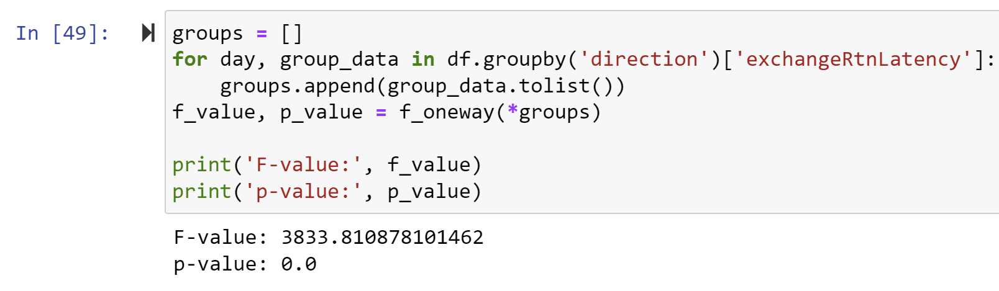 In [49]:
groups = []
for day, group_data in df.groupby('direction')['exchangeRtnLatency']:
    groups.append(group_data.tolist())
f_value, p_value = f_oneway(*groups)

print('F-value:', f_value)
print('p-value:', p_value)
F-value: 3833.810878101462
p-value: 0.0